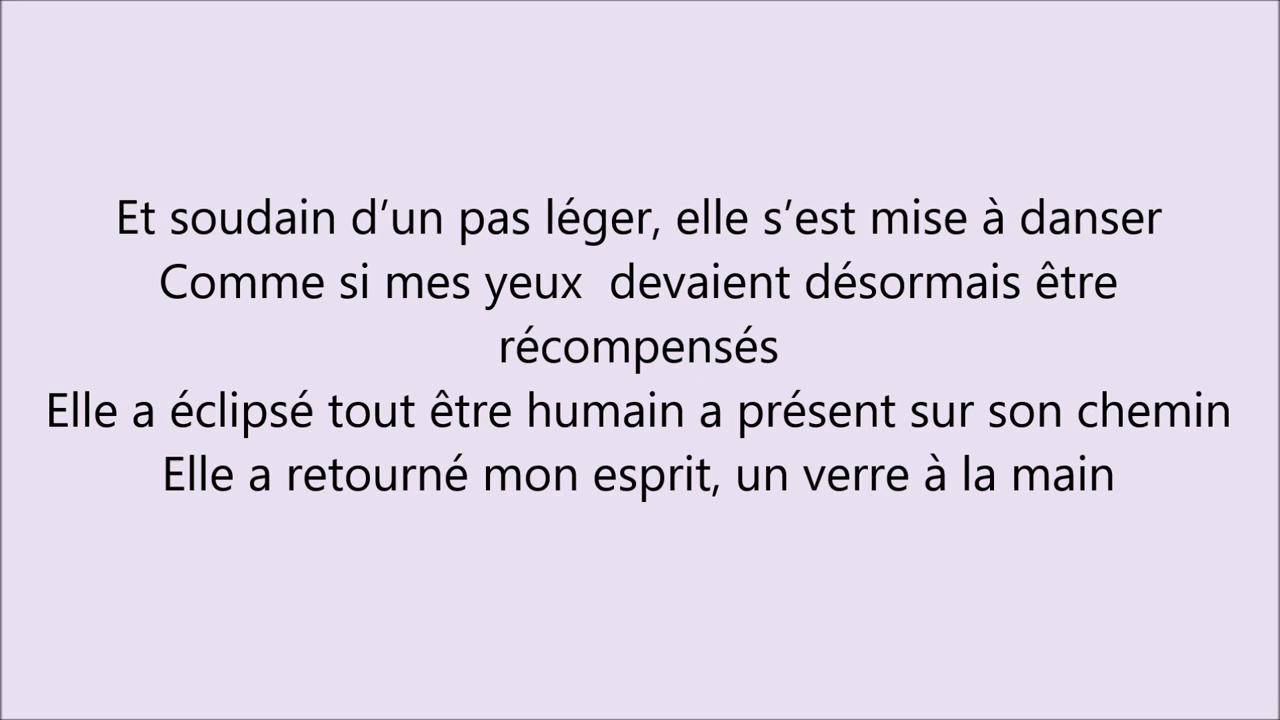 Et soudain d’un pas léger, elle s’est mise à danser
Comme si mes yeux  devaient désormais être
récompensés
Elle a éclipsé tout être humain a présent sur son chemin
Elle a retourné mon esprit, un verre à la main